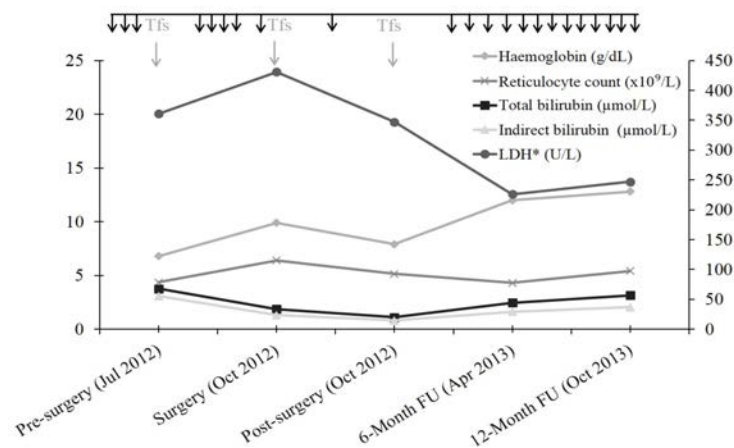 Tfs Tfs Tfs
Haemoglobin (g/dL)
Reticulocyte count (x10⁹/L)
Total bilirubin (µmol/L)
Indirect bilirubin (µmol/L)
LDH* (U/L)
25
20
15
10
5
0
450
400
350
300
250
200
150
100
50
0
Pre-surgery (Jul 2012)
Surgery (Oct 2012)
Post-surgery (Oct 2012)
6-Month FU (Apr 2013)
12-Month FU (Oct 2013)